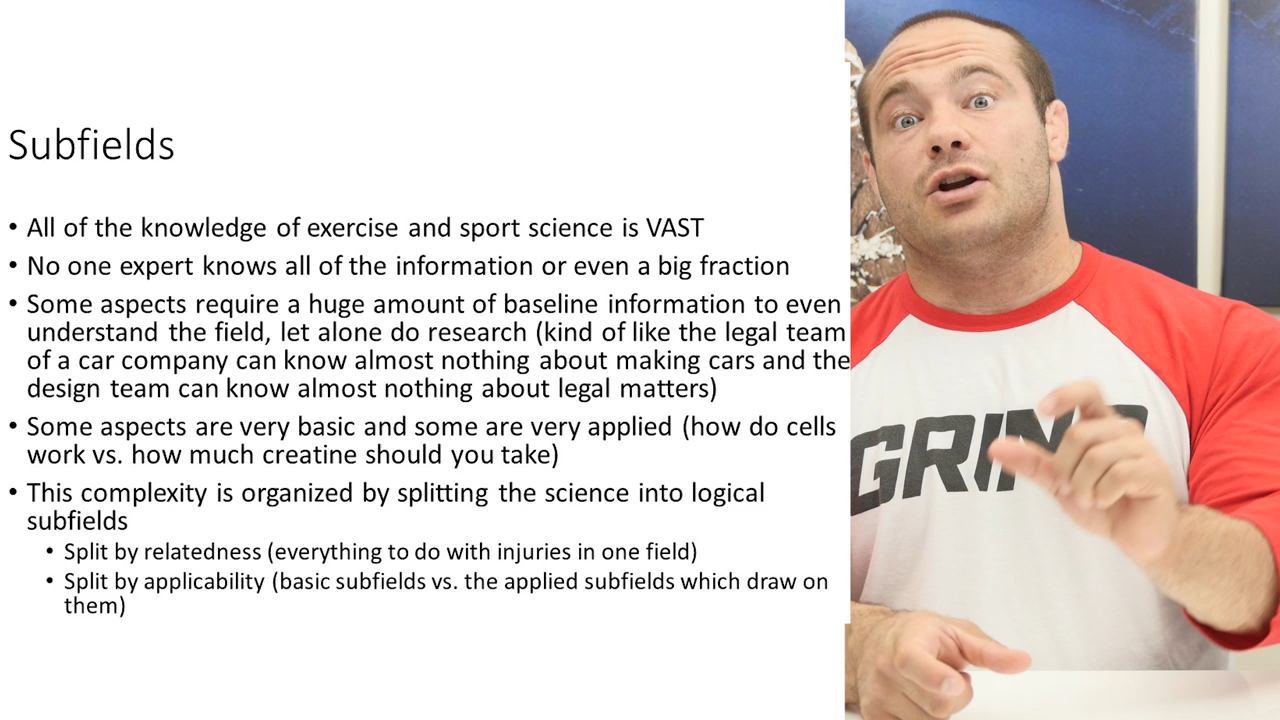 Subfields
• All of the knowledge of exercise and sport science is VAST
• No one expert knows all of the information or even a big fraction
• Some aspects require a huge amount of baseline information to even
understand the field, let alone do research (kind of like the legal team
of a car company can know almost nothing about making cars and the
design team can know almost nothing about legal matters)
• Some aspects are very basic and some are very applied (how do cells
work vs. how much creatine should you take)
• This complexity is organized by splitting the science into logical
subfields
• Split by relatedness (everything to do with injuries in one field)
• Split by applicability (basic subfields vs. the applied subfields which draw on
them)